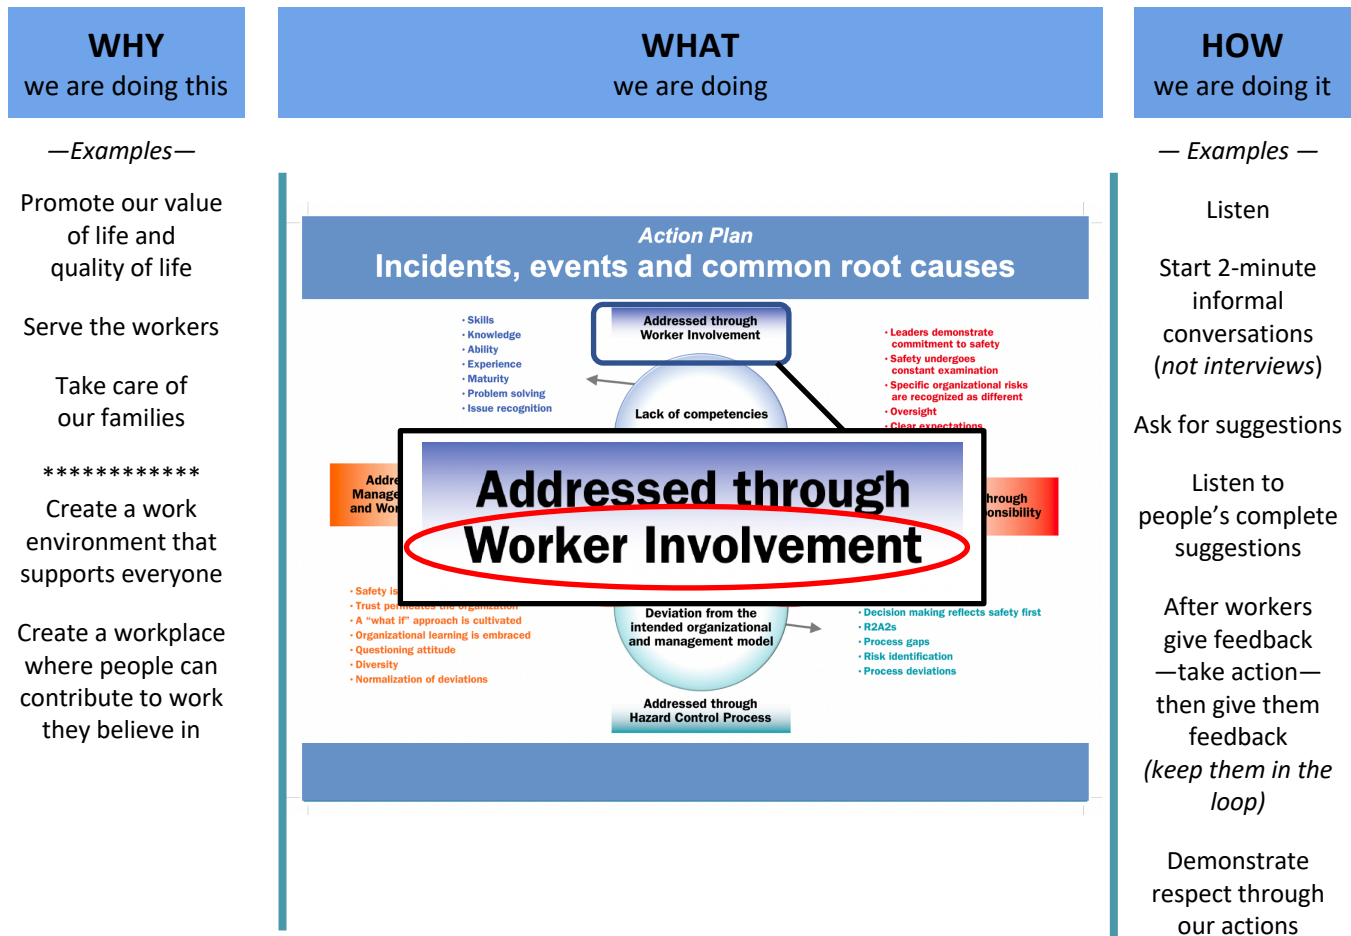 WHY
we are doing this
—Examples—
Promote our value
of life and
quality of life
Serve the workers
Take care of
our families
************
Create a work
environment that
supports everyone
Create a workplace
where people can
contribute to work
they believe in
WHAT
we are doing
Action Plan
Incidents, events and common root causes
Addressed through
Worker Involvement
• Skills
• Knowledge
• Ability
• Experience
• Maturity
• Problem solving
• Issue recognition
Lack of competencies
• Leaders demonstrate
commitment to safety
• Safety undergoes
constant examination
• Specific organizational risks
are recognized as different
• Oversight
• Clear expectations
Addressed through
Worker Involvement
• Safety is
• Trust permeates the organization
• A “what if” approach is cultivated
• Organizational learning is embraced
• Questioning attitude
• Diversity
• Normalization of deviations
Deviation from the
intended organizational
and management model
• Decision making reflects safety first
• R2A2s
• Process gaps
• Risk identification
• Process deviations
Addressed through
Hazard Control Process
HOW
we are doing it
— Examples —
Listen
Start 2-minute
informal
conversations
(not interviews)
Ask for suggestions
Listen to
people’s complete
suggestions
After workers
give feedback
—take action—
then give them
feedback
(keep them in the
loop)
Demonstrate
respect through
our actions